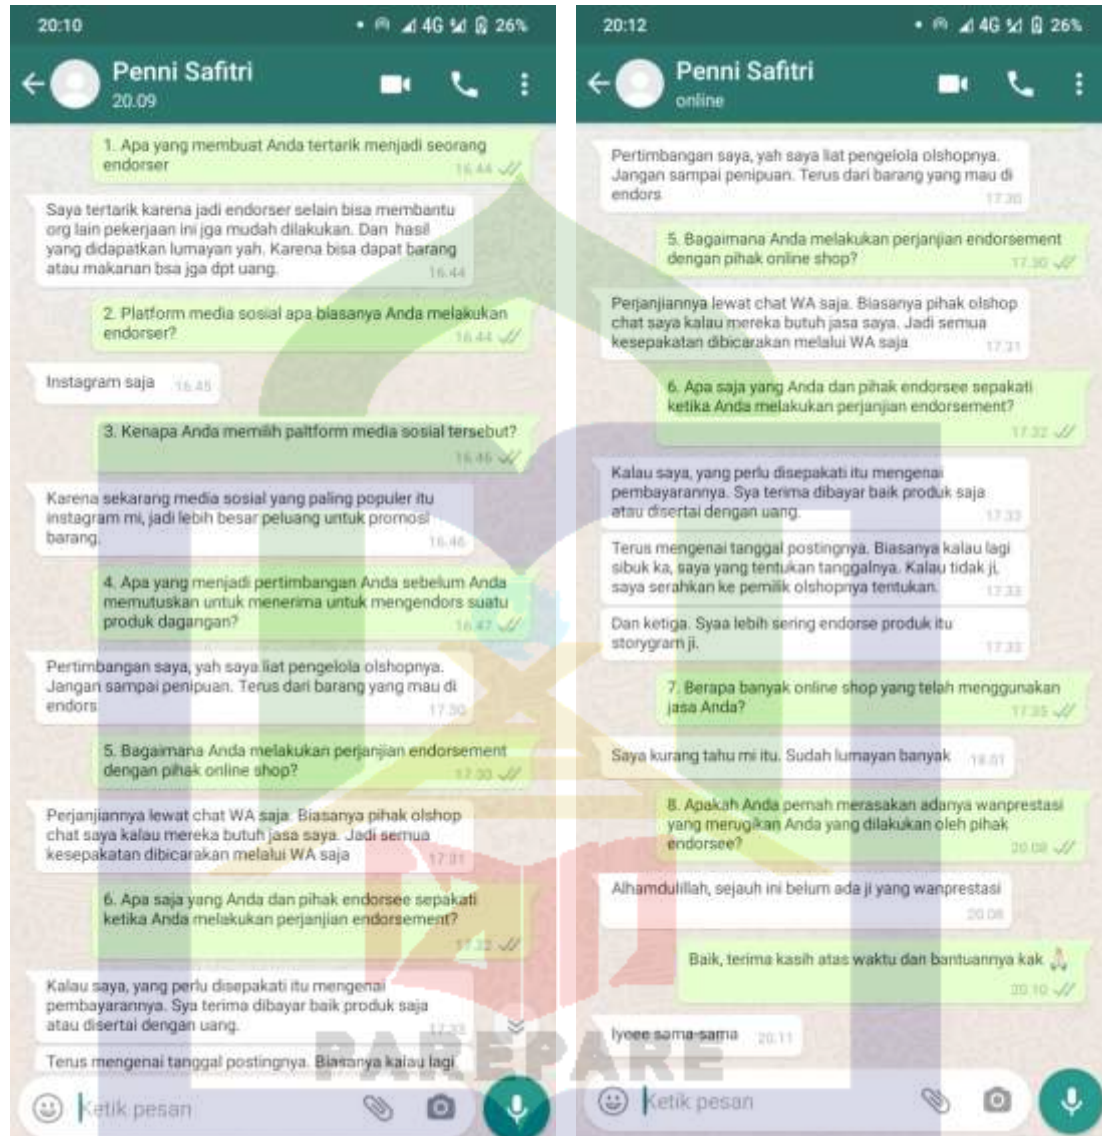 20:10
4G
26%
Penni Safitri
20.09
1. Apa yang membuat Anda tertarik menjadi seorang
endorser
16.44
Saya tertarik karena jadi endorser selain bisa membantu
org lain pekerjaan ini jga mudah dilakukan. Dan hasil
yang didapatkan lumayan yah. Karena bisa dapat barang
atau makanan bsa jga dpt uang.
16.44
2. Platform media sosial apa biasanya Anda melakukan
endorser?
16.44
Instagram saja
16.45
3. Kenapa Anda memilih paltform media sosial tersebut?
16.46
Karena sekarang media sosial yang paling populer itu
instagram mi, jadi lebih besar peluang untuk promosi
barang.
16.46
4. Apa yang menjadi pertimbangan Anda sebelum Anda
memutuskan untuk menerima untuk mengendors suatu
produk dagangan?
16.47
Pertimbangan saya, yah saya liat pengelola olshopnya.
Jangan sampai penipuan. Terus dari barang yang mau di
endors
17.30
5. Bagaimana Anda melakukan perjanjian endorsement
dengan pihak online shop?
17.30
Perjanjiannya lewat chat WA saja. Biasanya pihak olshop
chat saya kalau mereka butuh jasa saya. Jadi semua
kesepakatan dibicarakan melalui WA saja
17.31
6. Apa saja yang Anda dan pihak endorsee sepakati
ketika Anda melakukan perjanjian endorsement?
17.32
Kalau saya, yang perlu disepakati itu mengenai
pembayarannya. Sya terima dibayar baik produk saja
atau disertai dengan uang.
17.33
Terus mengenai tanggal postingnya. Biasanya kalau lagi
Ketik pesan
20:12
4G
26%
Penni Safitri
online
Pertimbangan saya, yah saya liat pengelola olshopnya.
Jangan sampai penipuan. Terus dari barang yang mau di
endors
17.30
5. Bagaimana Anda melakukan perjanjian endorsement
dengan pihak online shop?
17.30
Perjanjiannya lewat chat WA saja. Biasanya pihak olshop
chat saya kalau mereka butuh jasa saya. Jadi semua
kesepakatan dibicarakan melalui WA saja
17.31
6. Apa saja yang Anda dan pihak endorsee sepakati
ketika Anda melakukan perjanjian endorsement?
17.32
Kalau saya, yang perlu disepakati itu mengenai
pembayarannya. Sya terima dibayar baik produk saja
atau disertai dengan uang.
17.33
Terus mengenai tanggal postingnya. Biasanya kalau lagi
sibuk ka, saya yang tentukan tanggalnya. Kalau tidak ji,
saya serahkan ke pemilik olshopnya tentukan.
17.33
Dan ketiga. Syaa lebih sering endorse produk itu
storygram ji.
17.33
7. Berapa banyak online shop yang telah menggunakan
jasa Anda?
17.35
Saya kurang tahu mi itu. Sudah lumayan banyak
18.01
8. Apakah Anda pernah merasakan adanya wanprestasi
yang merugikan Anda yang dilakukan oleh pihak
endorsee?
20.08
Alhamdulillah, sejauh ini belum ada ji yang wanprestasi
20.08
Baik, terima kasih atas waktu dan bantuannya kak 🙏
20.10
Iyeee sama-sama
20.11
Ketik pesan
PAREPARE